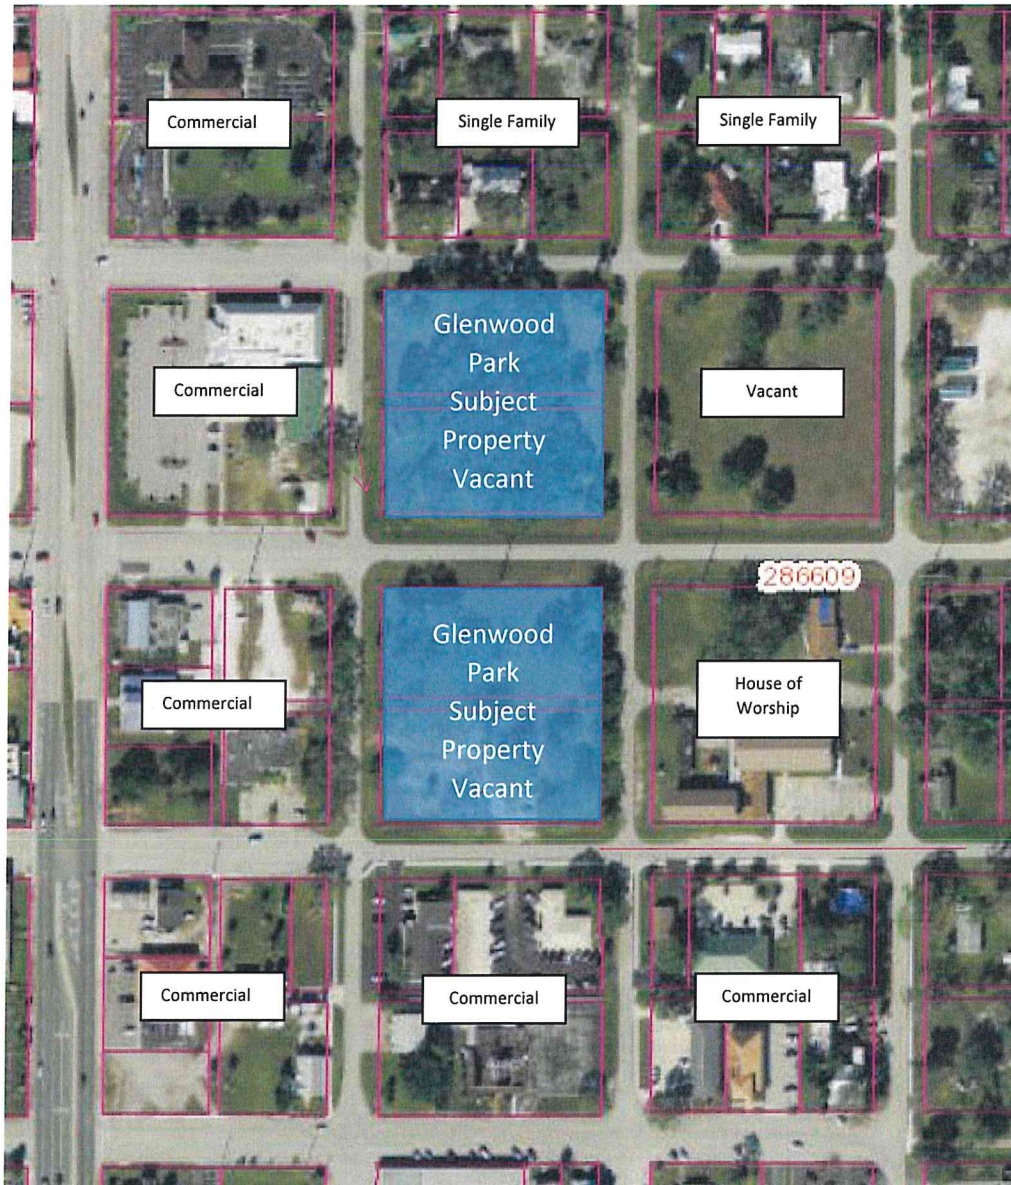 Commercial
Single Family
Single Family
Commercial
Glenwood
Park
Subject
Property
Vacant
Vacant
286609
Commercial
Glenwood
Park
Subject
Property
Vacant
House of
Worship
Commercial
Commercial
Commercial